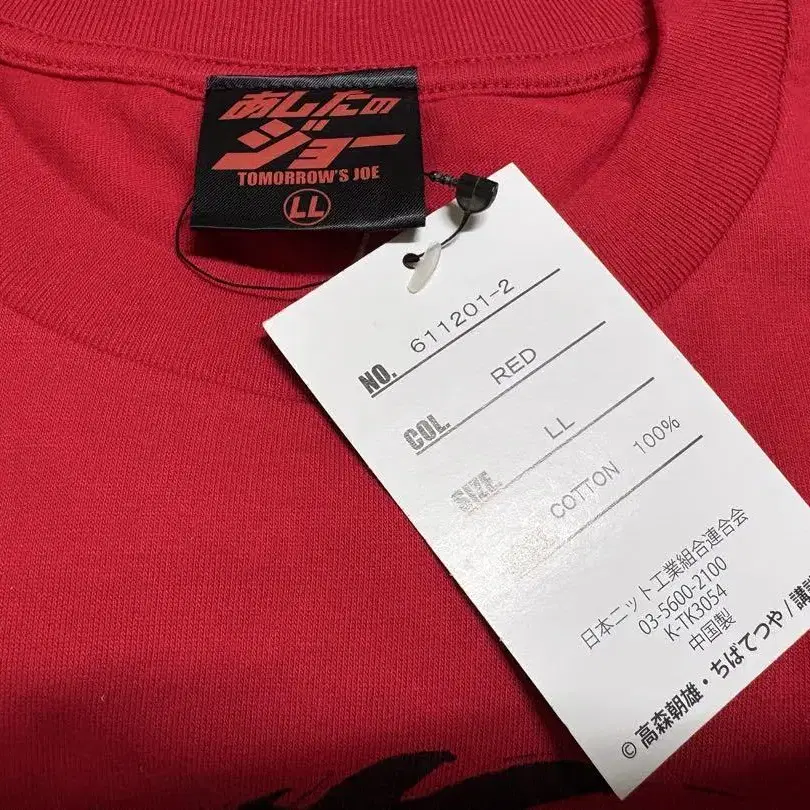 あしたの
ジョー
TOMORROW'S JOE
LL
NO. 611201-2
COL. RED
SIZE. LL
COTTON 100%
日本ニット工業組合連合会
03-5600-2100
K-TK3054
中国製
© 高森朝雄・ちばてつや/講